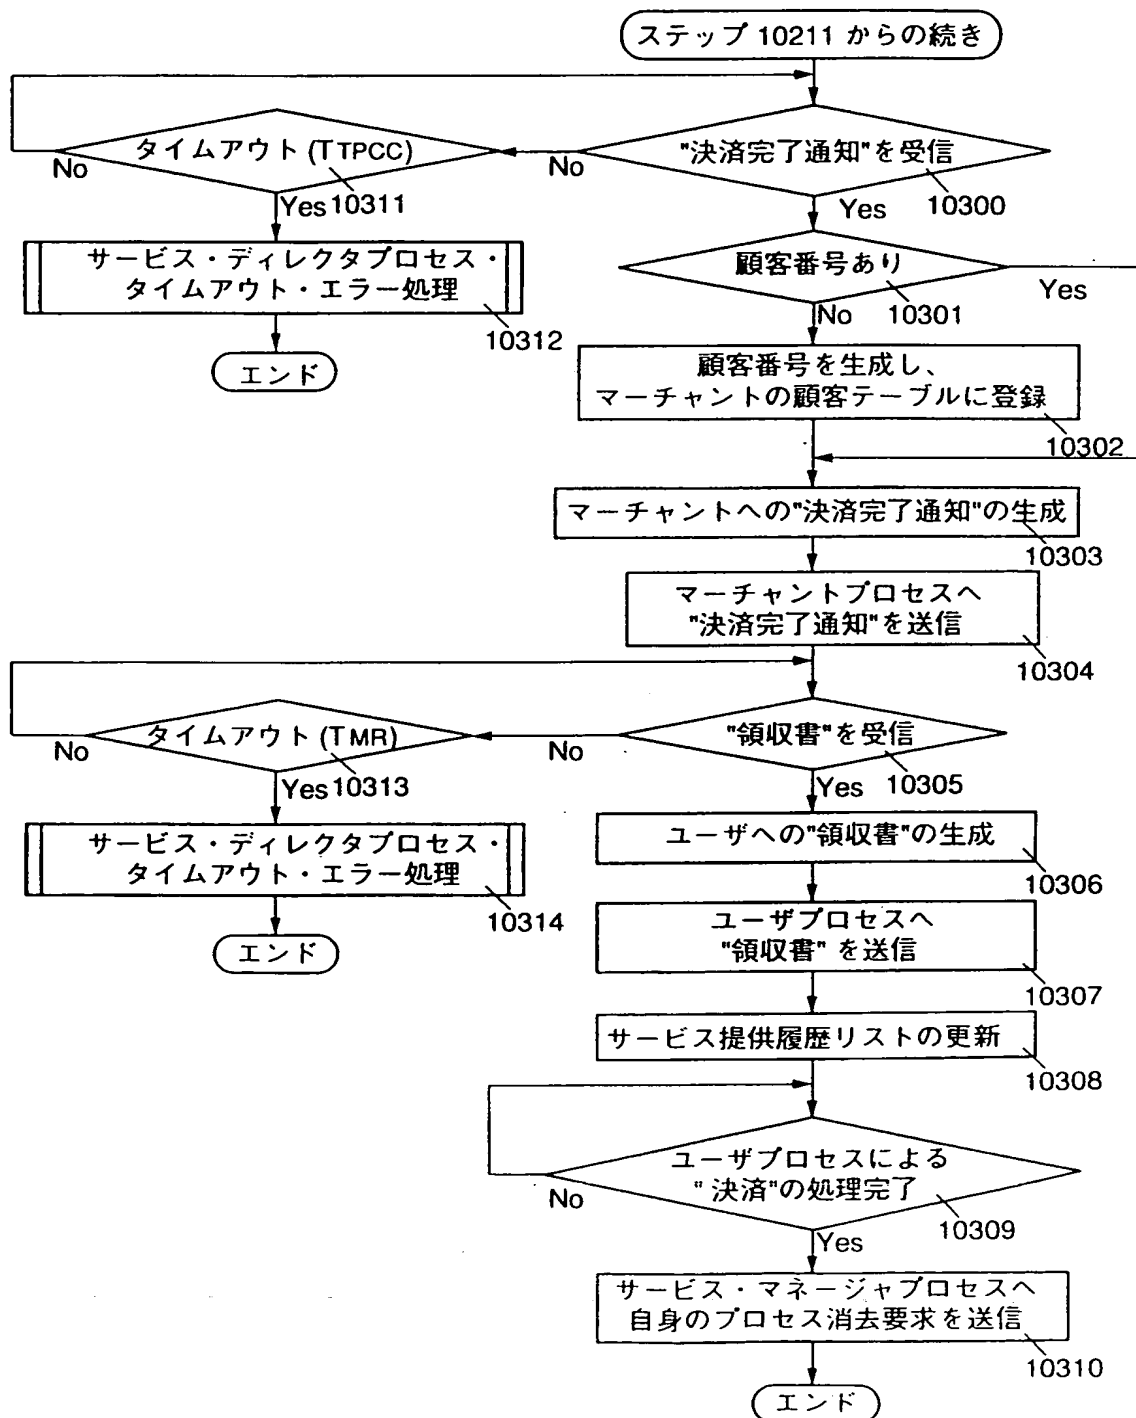 ステップ 10211 からの続き
タイムアウト (TTPCC)
No
Yes 10311
"決済完了通知"を受信
No
Yes
10300
サービス・ディレクタプロセス・
タイムアウト・エラー処理
10312
エンド
顧客番号あり
Yes
No
10301
顧客番号を生成し、
マーチャントの顧客テーブルに登録
10302
マーチャントへの"決済完了通知"の生成
10303
マーチャントプロセスへ
"決済完了通知"を送信
10304
タイムアウト (TMR)
No
Yes 10313
"領収書"を受信
No
Yes
10305
サービス・ディレクタプロセス・
タイムアウト・エラー処理
10314
エンド
ユーザへの"領収書"の生成
10306
ユーザプロセスへ
"領収書" を送信
10307
サービス提供履歴リストの更新
10308
ユーザプロセスによる
"決済"の処理完了
No
10309
Yes
サービス・マネージャプロセスへ
自身のプロセス消去要求を送信
10310
エンド